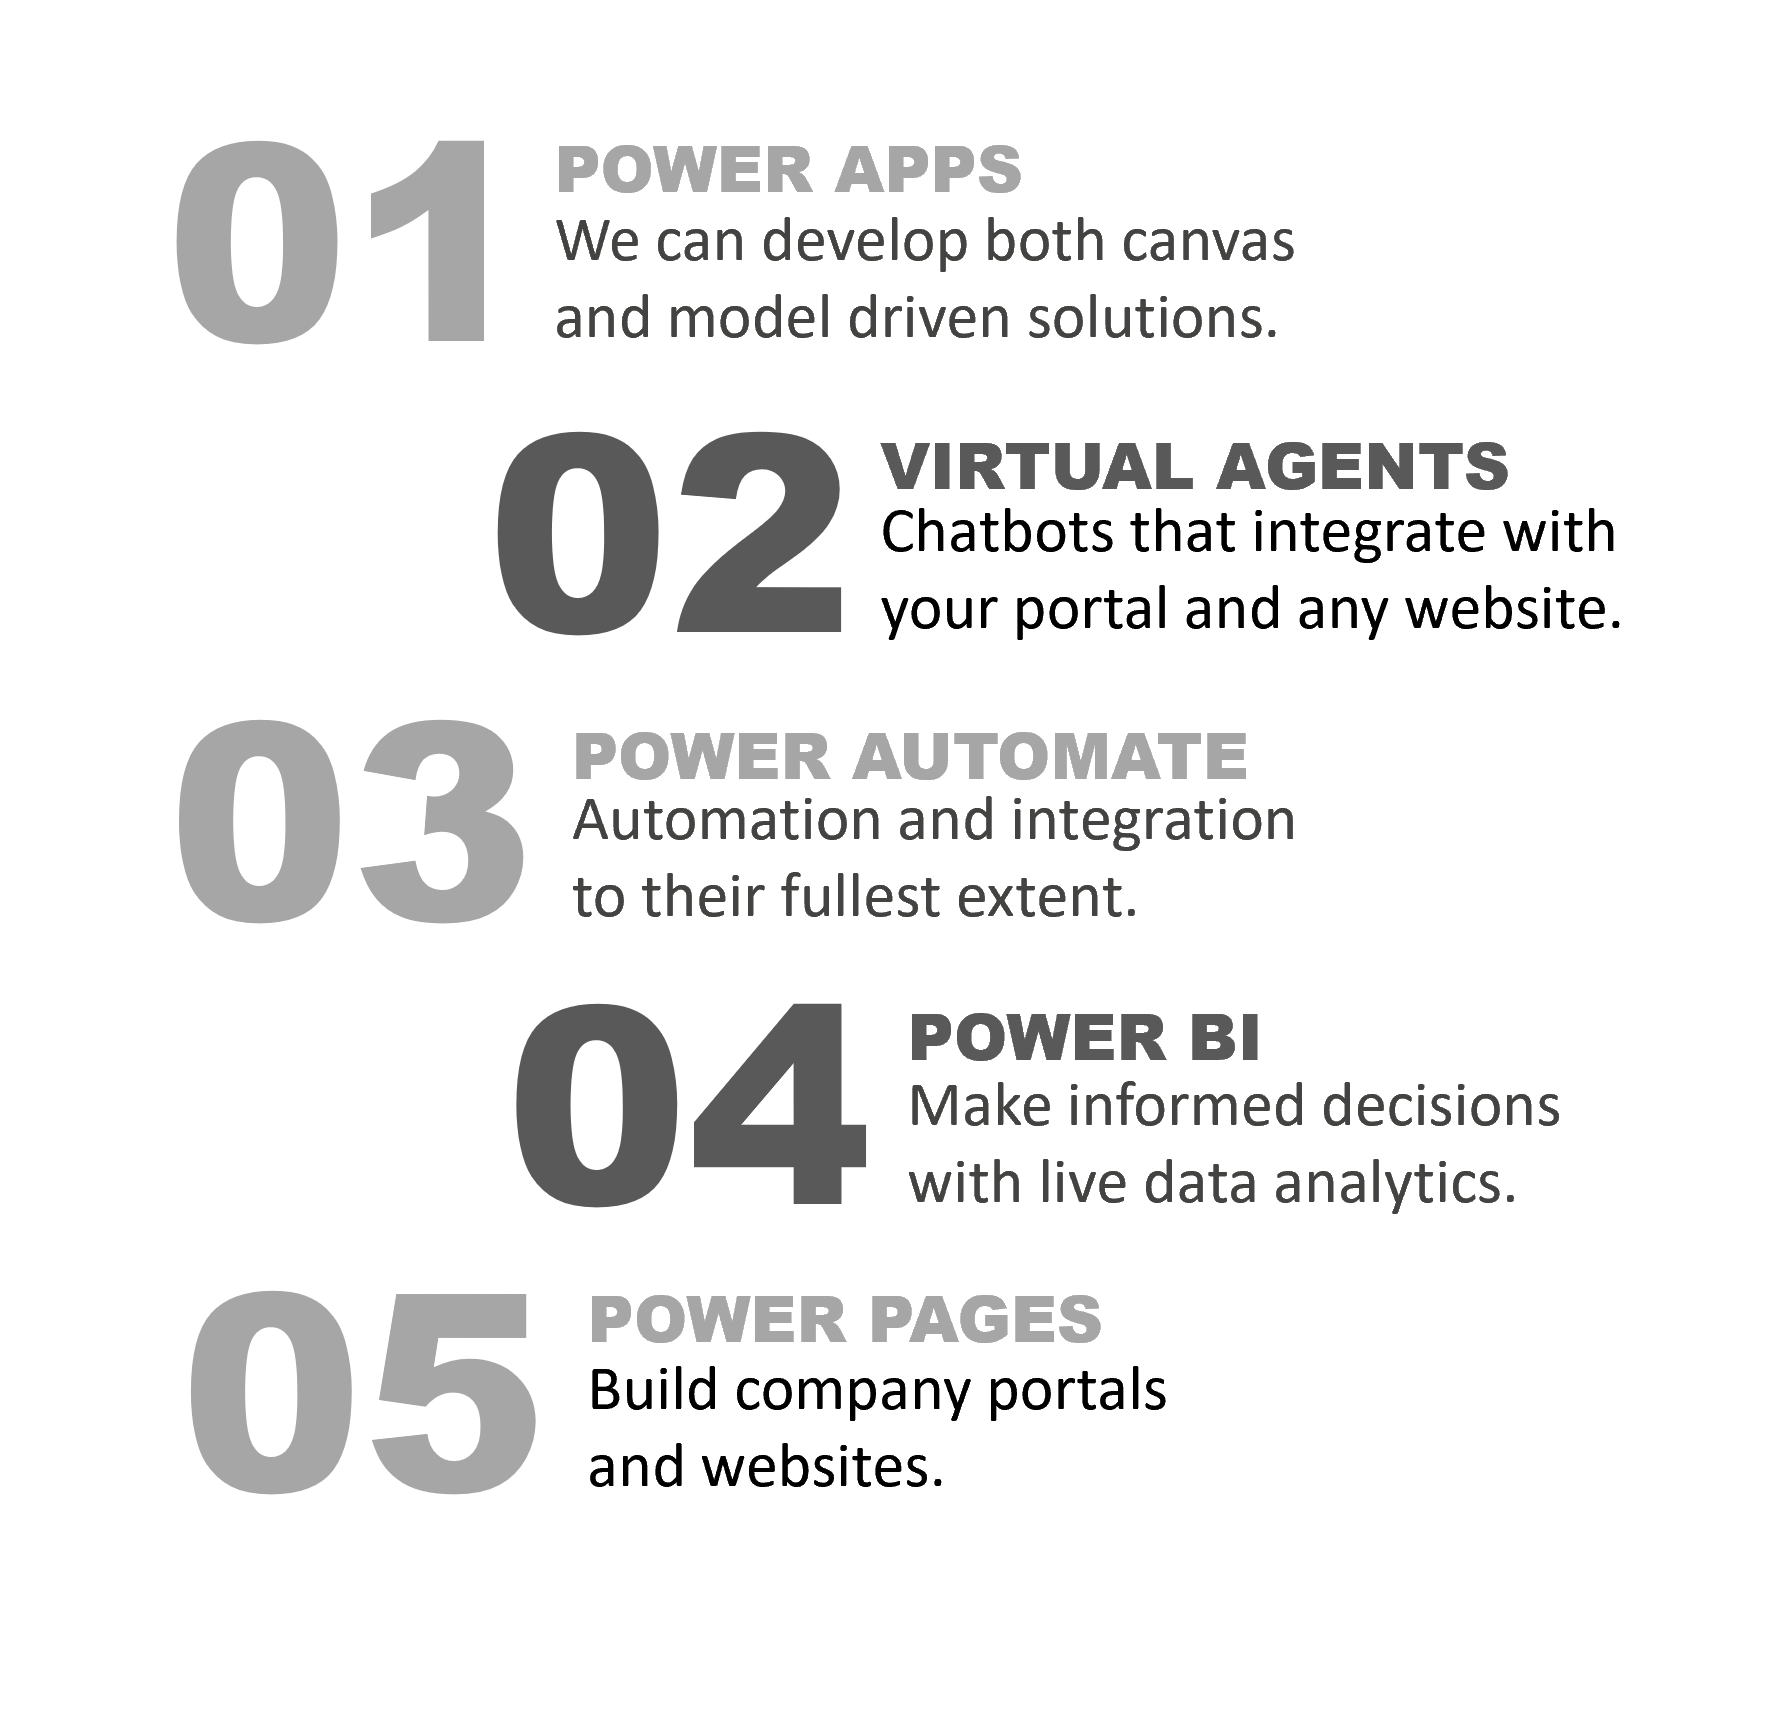 01
POWER APPS
We can develop both canvas
and model driven solutions.
02
VIRTUAL AGENTS
Chatbots that integrate with
your portal and any website.
03
POWER AUTOMATE
Automation and integration
to their fullest extent.
04
POWER BI
Make informed decisions
with live data analytics.
05
POWER PAGES
Build company portals
and websites.